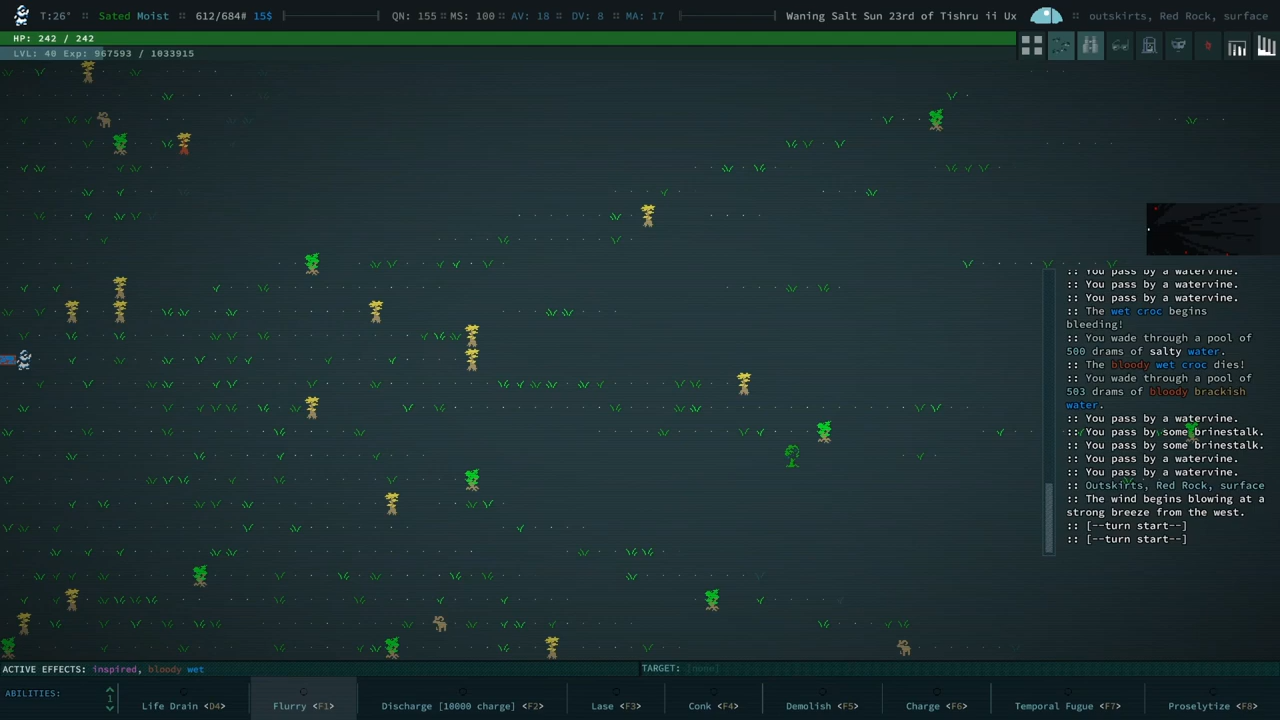 T:26° :: Sated Moist :: 612/684# 15$ QN: 155 :: MS: 100 :: AV: 18 :: DV: 8 :: MA: 17 Waning Salt Sun 23rd of Tishru ii Ux :: outskirts, Red Rock, surface
HP: 242 / 242
LVL: 40 Exp: 967593 / 1033915
:: You pass by a watervine.
:: You pass by a watervine.
:: You pass by a watervine.
:: The wet croc begins
bleeding!
:: You wade through a pool of
500 drams of salty water.
:: The bloody wet croc dies!
:: You wade through a pool of
503 drams of bloody brackish
water.
:: You pass by a watervine.
:: You pass by some brinestalk.
:: You pass by some brinestalk.
:: You pass by a watervine.
:: You pass by a watervine.
:: Outskirts, Red Rock, surface
:: The wind begins blowing at a
strong breeze from the west.
:: [--turn start--]
:: [--turn start--]
ACTIVE EFFECTS: inspired, bloody wet TARGET: [none]
ABILITIES: 1 Life Drain <D4> Flurry <F1> Discharge [10000 charge] <F2> Lase <F3> Conk <F4> Demolish <F5> Charge <F6> Temporal Fugue <F7> Proselytize <F8>